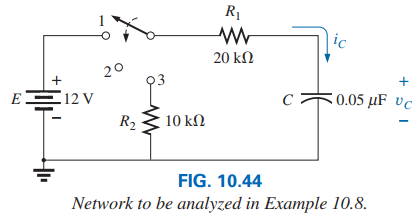 R1
1
iC
20 kΩ
2
3
+
+
E
12 V
C
0.05 μF
υC
R2
10 kΩ
−
−
FIG. 10.44
Network to be analyzed in Example 10.8.